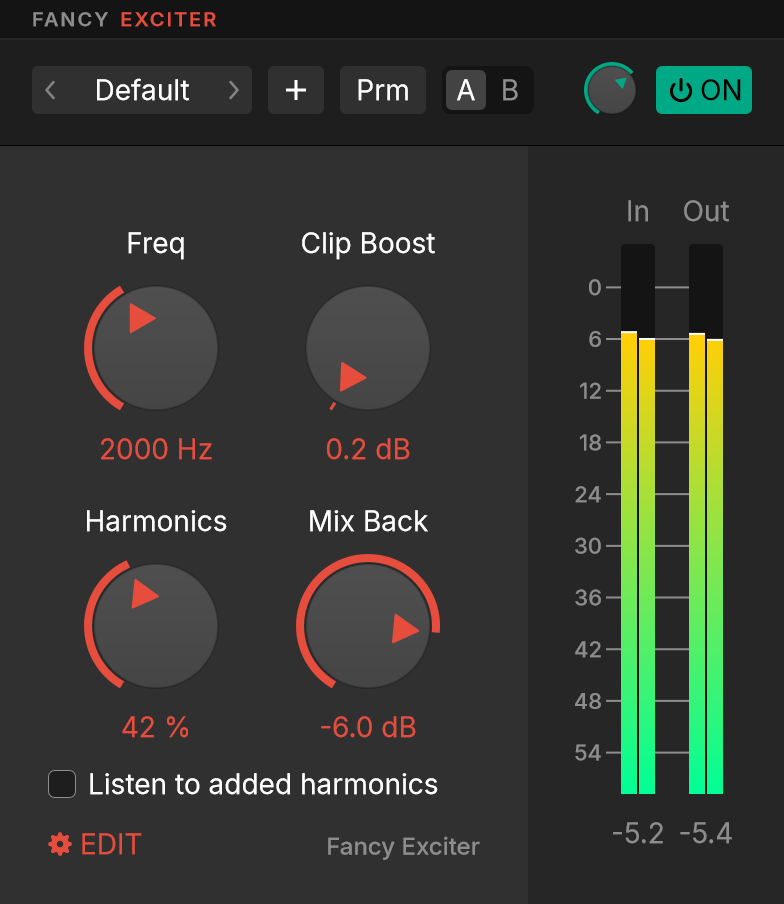 FANCY EXCITER
Default + Prm A B ON
In Out
Freq Clip Boost
2000 Hz 0.2 dB
Harmonics Mix Back
42 % -6.0 dB
Listen to added harmonics
EDIT Fancy Exciter
0
6
12
18
24
30
36
42
48
54
-5.2 -5.4